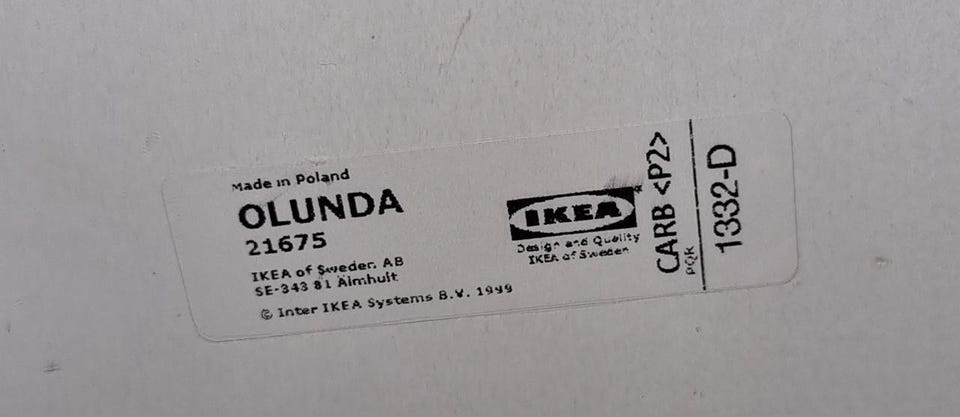 Made in Poland
OLUNDA
21675
IKEA of Sweden AB
SE-343 81 Älmhult
© Inter IKEA Systems B.V. 1999
IKEA
Design and Quality
IKEA of Sweden
CARB <P2>
PQR
1332-D